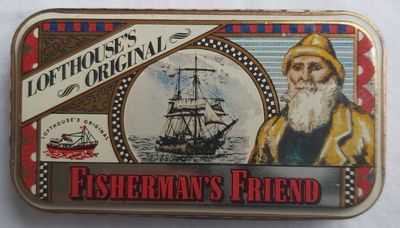 LOFTHOUSE'S
ORIGINAL
LOFTHOUSE'S ORIGINAL
FISHERMAN'S FRIEND